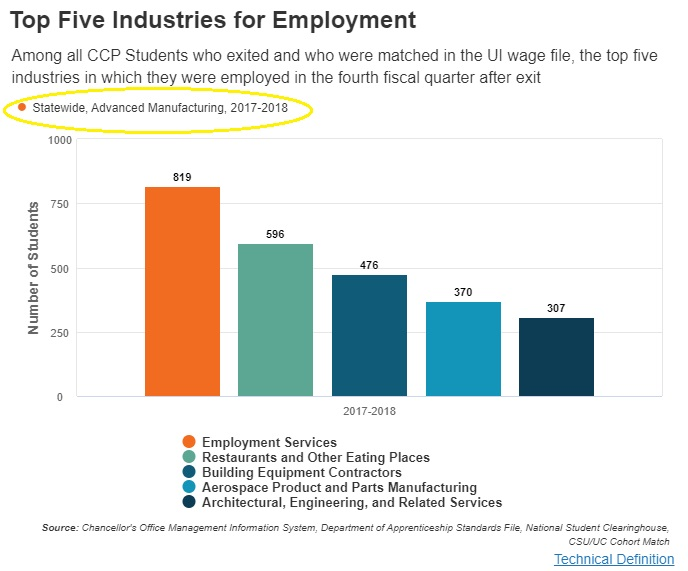 Top Five Industries for Employment
Among all CCP Students who exited and who were matched in the UI wage file, the top five
industries in which they were employed in the fourth fiscal quarter after exit
Statewide, Advanced Manufacturing, 2017-2018
1000
750
500
250
0
Number of Students
819
596
476
370
307
2017-2018
Employment Services
Restaurants and Other Eating Places
Building Equipment Contractors
Aerospace Product and Parts Manufacturing
Architectural, Engineering, and Related Services
Source: Chancellor's Office Management Information System, Department of Apprenticeship Standards File, National Student Clearinghouse,
CSU/UC Cohort Match
Technical Definition